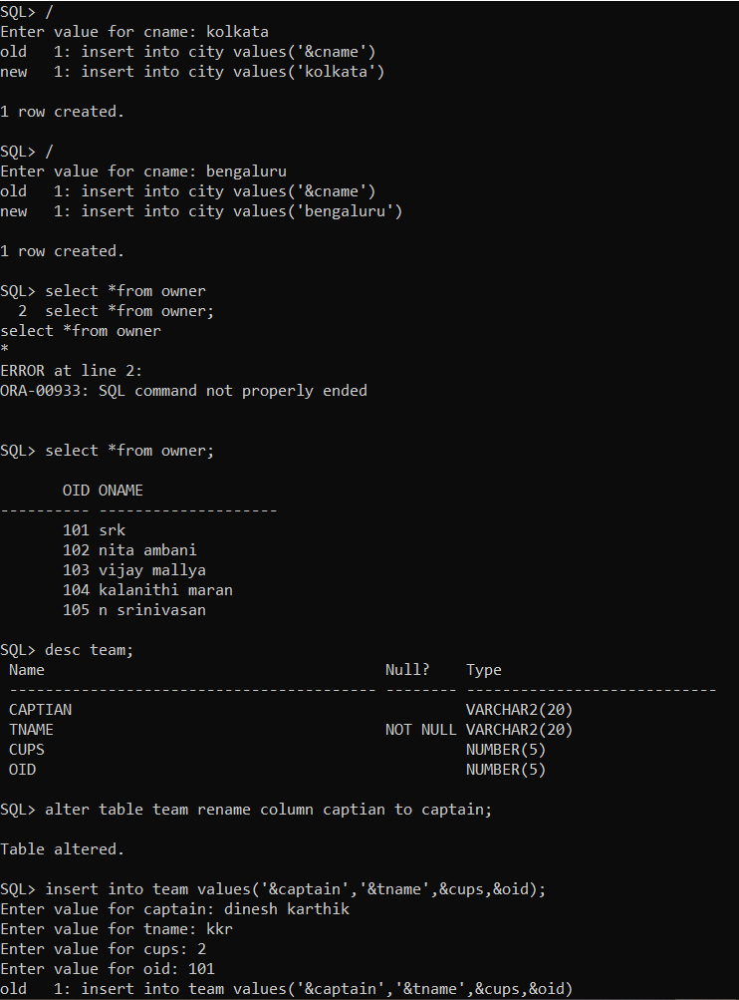 SQL> /
Enter value for cname: kolkata
old   1: insert into city values('&cname')
new   1: insert into city values('kolkata')
1 row created.
SQL> /
Enter value for cname: bengaluru
old   1: insert into city values('&cname')
new   1: insert into city values('bengaluru')
1 row created.
SQL> select *from owner
  2  select *from owner;
select *from owner
*
ERROR at line 2:
ORA-00933: SQL command not properly ended
SQL> select *from owner;
       OID ONAME
---------- --------------------
       101 srk
       102 nita ambani
       103 vijay mallya
       104 kalanithi maran
       105 n srinivasan
SQL> desc team;
 Name                                      Null?    Type
 ----------------------------------------- -------- ----------------------------
 CAPTIAN                                            VARCHAR2(20)
 TNAME                                     NOT NULL VARCHAR2(20)
 CUPS                                               NUMBER(5)
 OID                                                NUMBER(5)
SQL> alter table team rename column captian to captain;
Table altered.
SQL> insert into team values('&captain','&tname',&cups,&oid);
Enter value for captain: dinesh karthik
Enter value for tname: kkr
Enter value for cups: 2
Enter value for oid: 101
old   1: insert into team values('&captain','&tname',&cups,&oid)